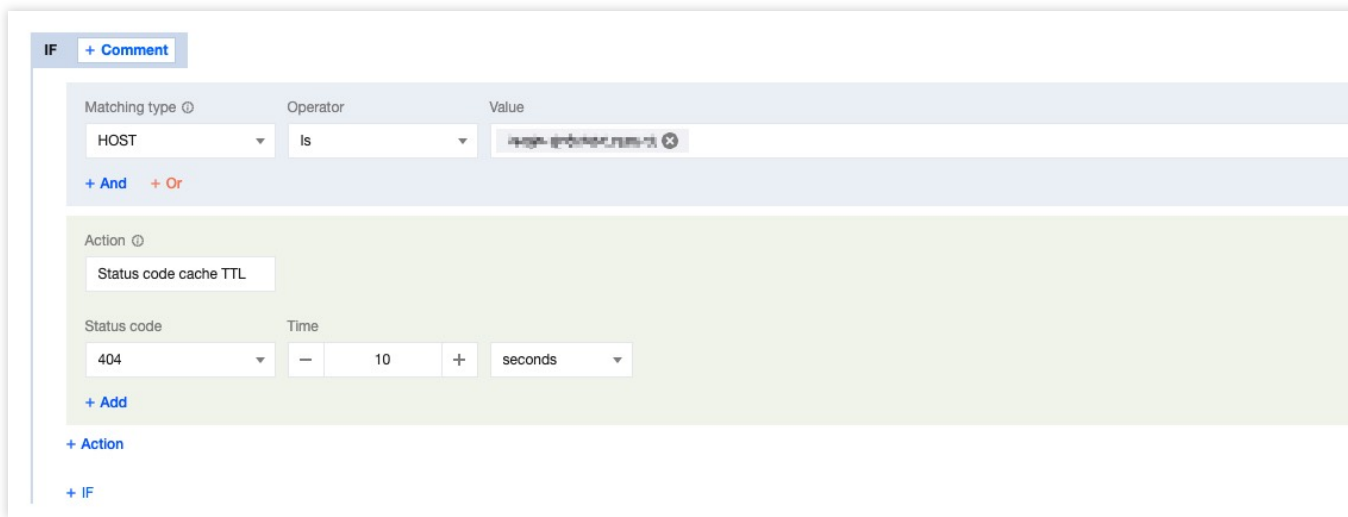 IF + Comment
Matching type Operator Value
HOST Is
+ And + Or
Action
Status code cache TTL
Status code Time
404 − 10 + seconds
+ Add
+ Action
+ IF